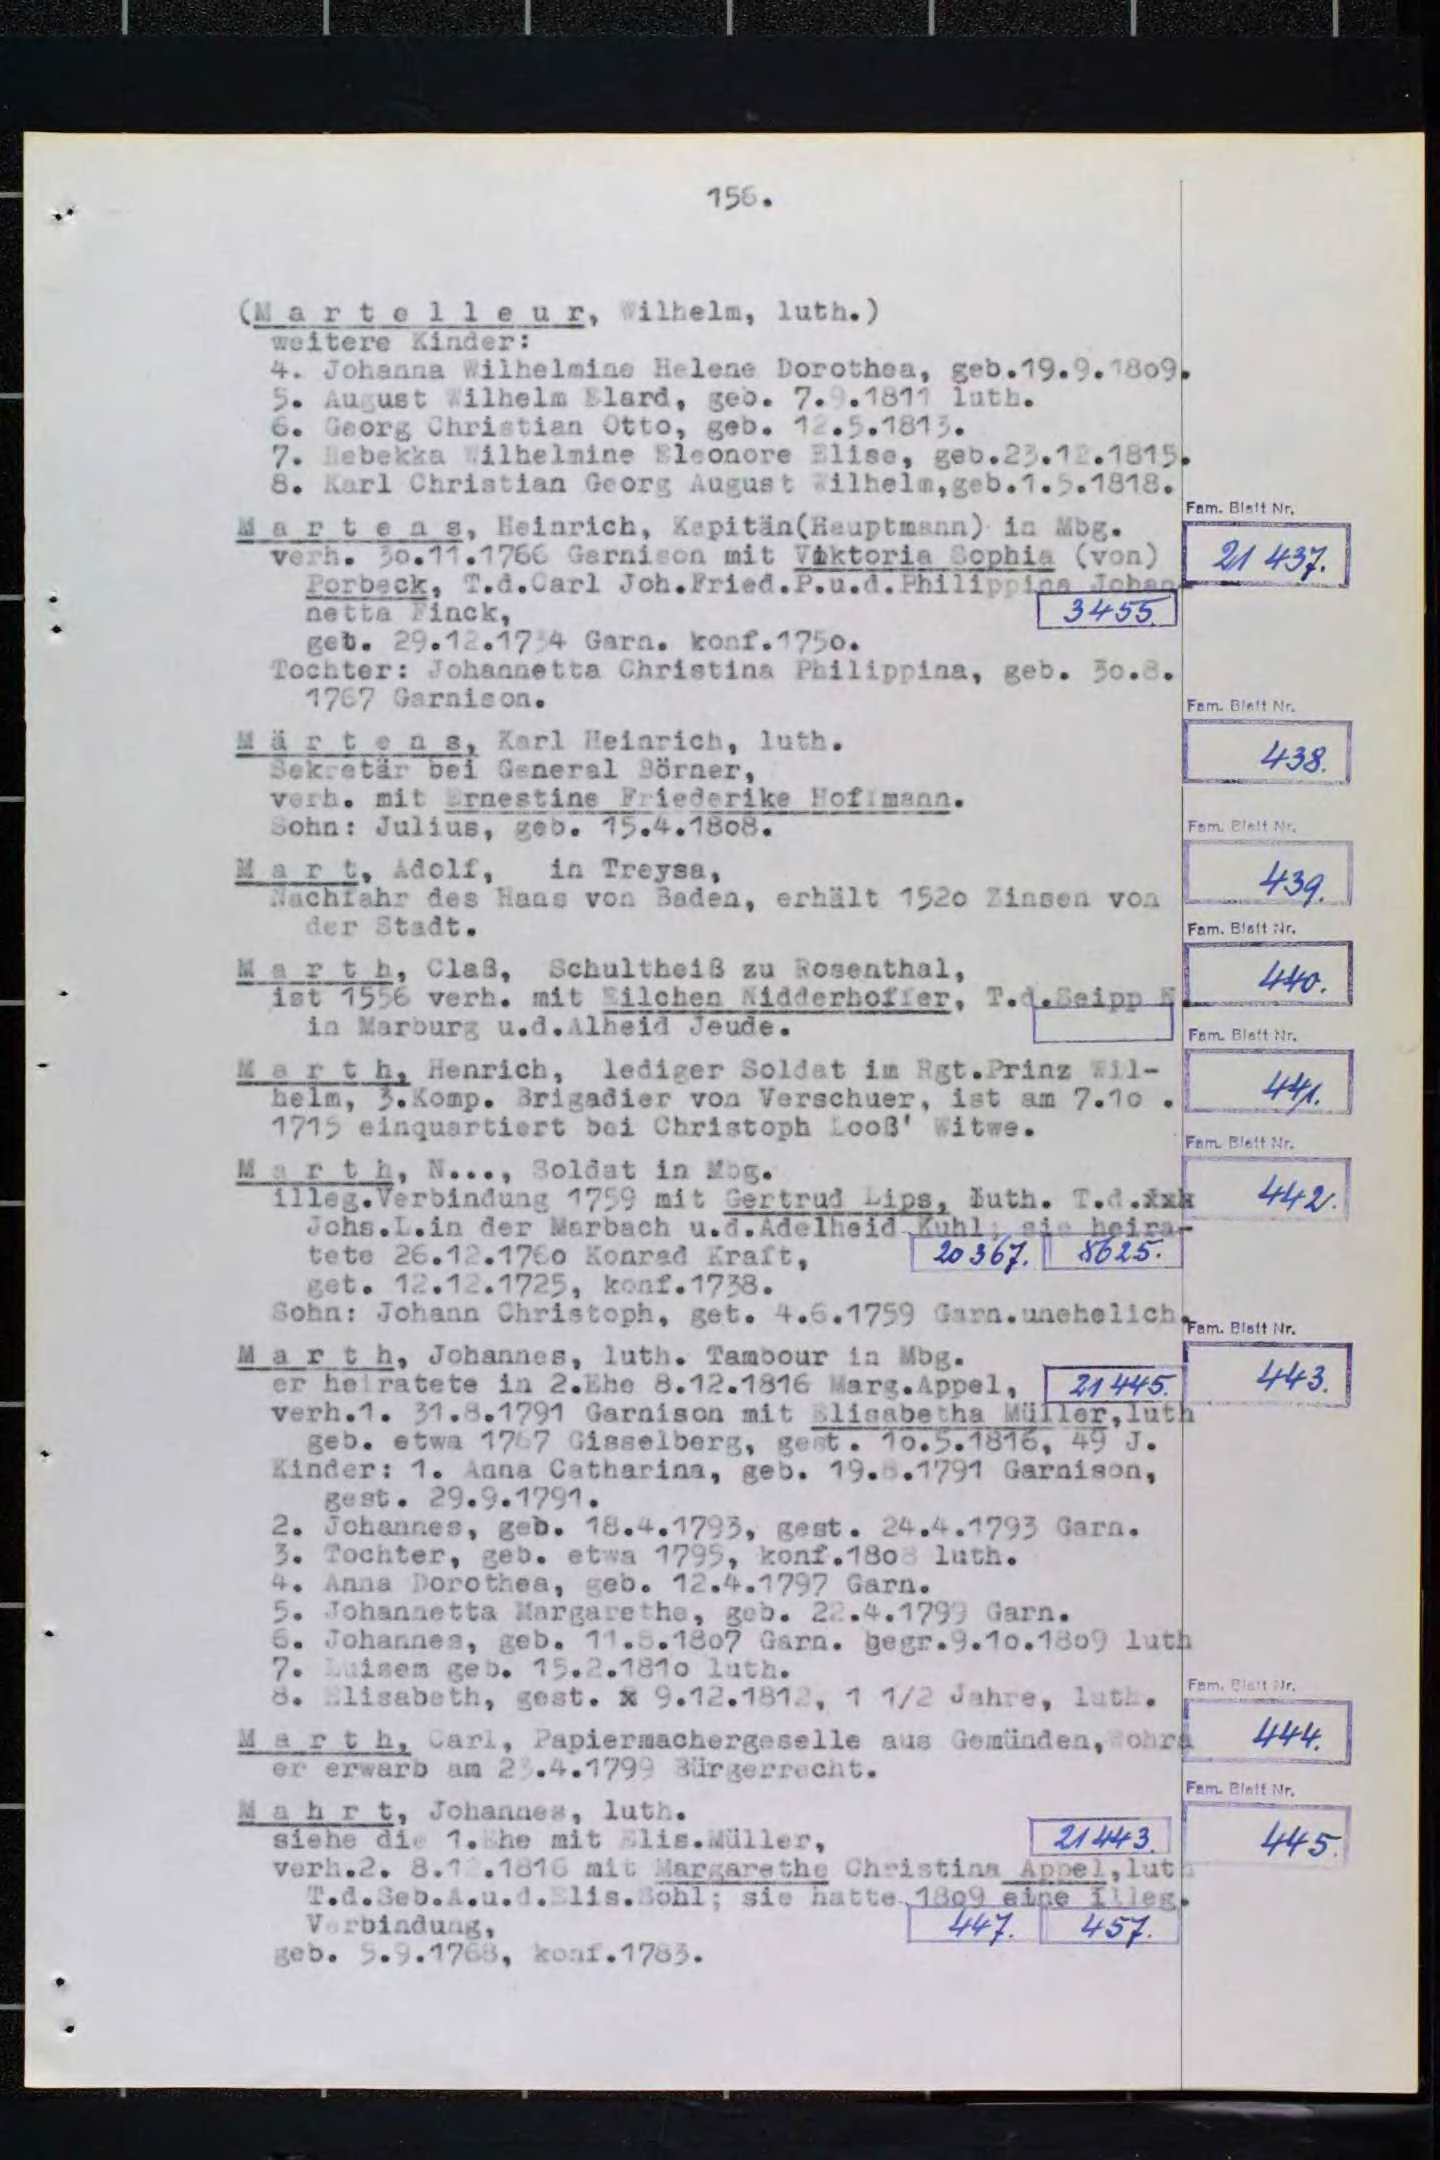 156.
(M a r t e l l e u r, Wilhelm, luth.)
weitere Kinder:
4. Johanna Wilhelmine Helene Dorothea, geb.19.9.1809.
5. August Wilhelm Elard, geb. 7.9.1811 luth.
6. Georg Christian Otto, geb. 12.5.1813.
7. Rebekka Wilhelmine Eleonore Elise, geb.23.12.1815.
8. Karl Christian Georg August Wilhelm,geb.1.5.1818.
Fam. Blatt Nr.
M a r t e n s, Heinrich, Kapitän(Hauptmann) in Mbg.
21 437.
verh. 30.11.1766 Garnison mit Viktoria Sophia (von)
Porbeck, T.d.Carl Joh.Fried.P.u.d.Philippina Johan-
netta Finck,
3455.
geb. 29.12.1734 Garn. konf.1750.
Tochter: Johannetta Christina Philippina, geb. 30.8.
1767 Garnison.
Fam. Blatt Nr.
M ä r t e n s, Karl Heinrich, luth.
438.
Sekretär bei General Börner,
verh. mit Ernestine Friederike Hoffmann.
Sohn: Julius, geb. 15.4.1808.
Fam. Blatt Nr.
M a r t, Adolf, in Treysa,
439.
Nachfahr des Hans von Baden, erhält 1520 Zinsen von
der Stadt.
Fam. Blatt Nr.
M a r t h, Claß, Schultheiß zu Rosenthal,
440.
ist 1556 verh. mit Eilchen Nidderhoffer, T.d.Seipp N.
in Marburg u.d.Alheid Jeude.
Fam. Blatt Nr.
M a r t h, Henrich, lediger Soldat im Rgt.Prinz Wil-
441.
helm, 3.Komp. Brigadier von Verschuer, ist am 7.10 .
1715 einquartiert bei Christoph Looß' Witwe.
Fam. Blatt Nr.
M a r t h, N..., Soldat in Mbg.
442.
illeg.Verbindung 1759 mit Gertrud Lips, luth. T.d.xxx
Johs.L.in der Marbach u.d.Adelheid Kuhl; sie heira-
tete 26.12.1760 Konrad Kraft,
20367. 8625.
get. 12.12.1725, konf.1738.
Sohn: Johann Christoph, get. 4.6.1759 Garn.unehelich.
Fam. Blatt Nr.
M a r t h, Johannes, luth. Tambour in Mbg.
443.
er heiratete in 2.Ehe 8.12.1816 Marg.Appel,
21445.
verh.1. 31.8.1791 Garnison mit Elisabetha Müller,luth
geb. etwa 1767 Gisselberg, gest. 10.5.1816, 49 J.
Kinder: 1. Anna Catharina, geb. 19.8.1791 Garnison,
gest. 29.9.1791.
2. Johannes, geb. 18.4.1793, gest. 24.4.1793 Garn.
3. Tochter, geb. etwa 1795, konf.1808 luth.
4. Anna Dorothea, geb. 12.4.1797 Garn.
5. Johannetta Margarethe, geb. 22.4.1799 Garn.
6. Johannes, geb. 11.8.1807 Garn. begr.9.10.1809 luth
7. Luisem geb. 15.2.1810 luth.
8. Elisabeth, gest. x 9.12.1812, 1 1/2 Jahre, luth.
Fam. Blatt Nr.
M a r t h, Carl, Papiermachergeselle aus Gemünden,Wohra
444.
er erwarb am 23.4.1799 Bürgerrecht.
Fam. Blatt Nr.
M a h r t, Johannes, luth.
445.
siehe die 1.Ehe mit Elis.Müller,
21443.
verh.2. 8.12.1816 mit Margarethe Christina Appel,luth
T.d.Seb.A.u.d.Elis.Bohl; sie hatte 1809 eine illeg.
Verbindung,
447. 457.
geb. 5.9.1768, konf.1783.